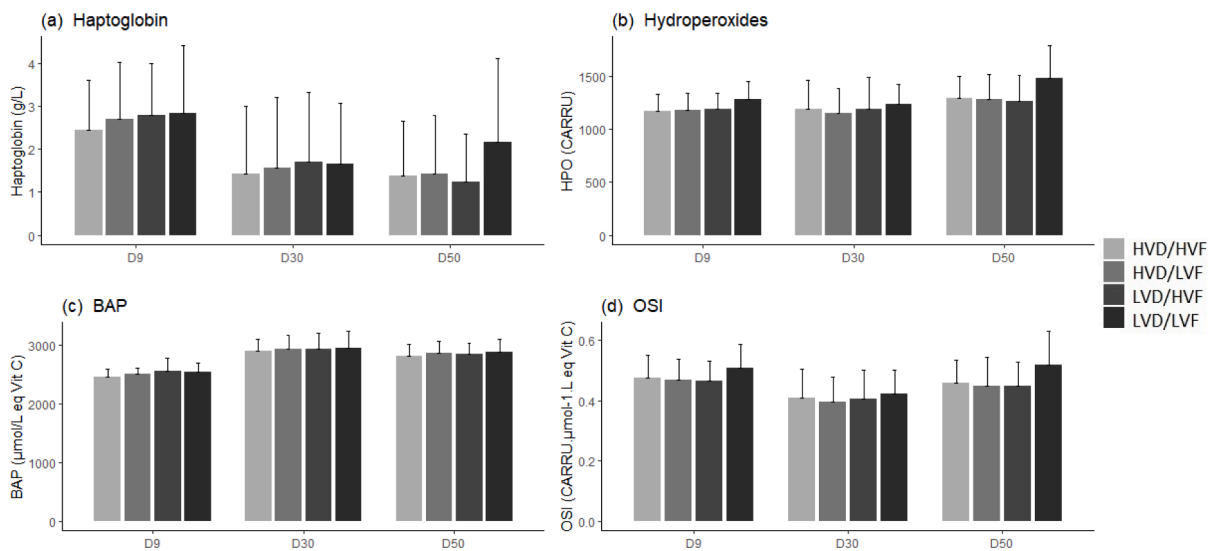 (a) Haptoglobin
Haptoglobin (g/L)
4
3
2
1
0
D9 D30 D50
(b) Hydroperoxides
HPO (CARRU)
1500
1000
500
0
D9 D30 D50
HVD/HVF
HVD/LVF
LVD/HVF
LVD/LVF
(c) BAP
BAP (µmol/L eq Vit C)
3000
2000
1000
0
D9 D30 D50
(d) OSI
OSI (CARRU.µmol-1.L eq Vit C)
0.6
0.4
0.2
0.0
D9 D30 D50